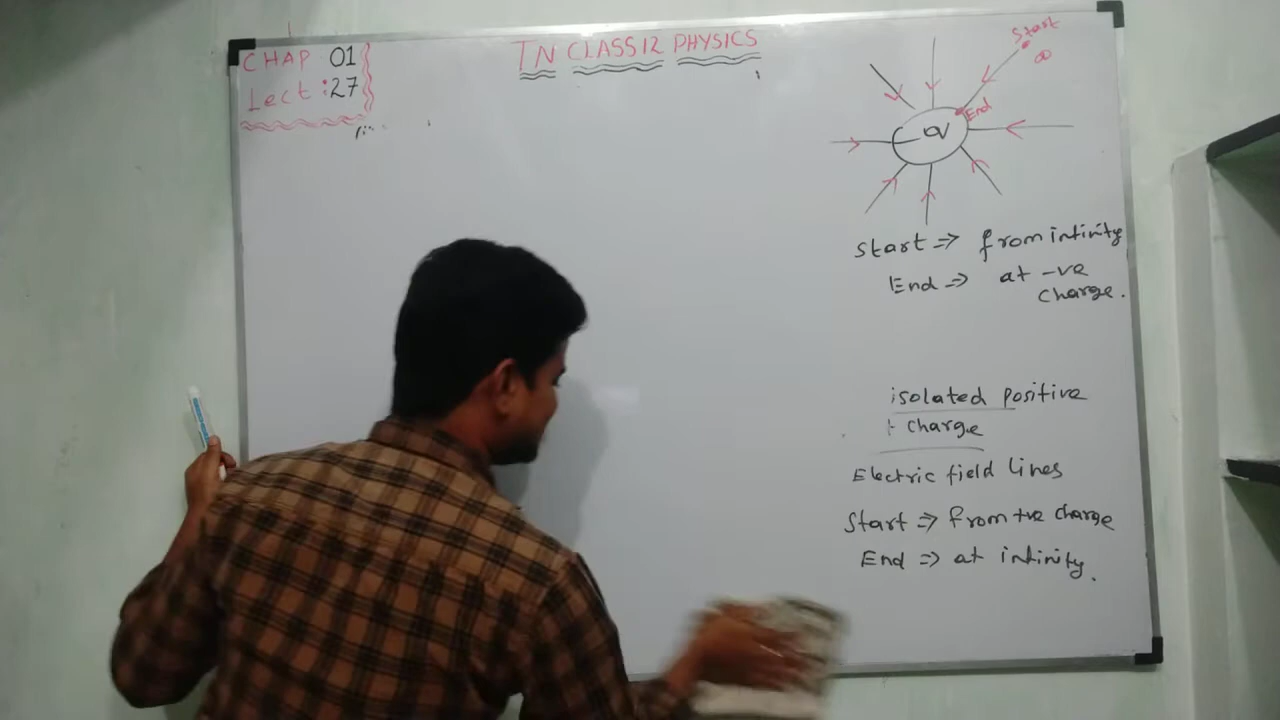 CHAP 01
Lect : 27
TN CLASS 12 PHYSICS
Start
∞
End
-q
Start => from infinity
End => at -ve
charge.
isolated positive
+ charge
Electric field lines
Start => from +ve charge
End => at infinity.